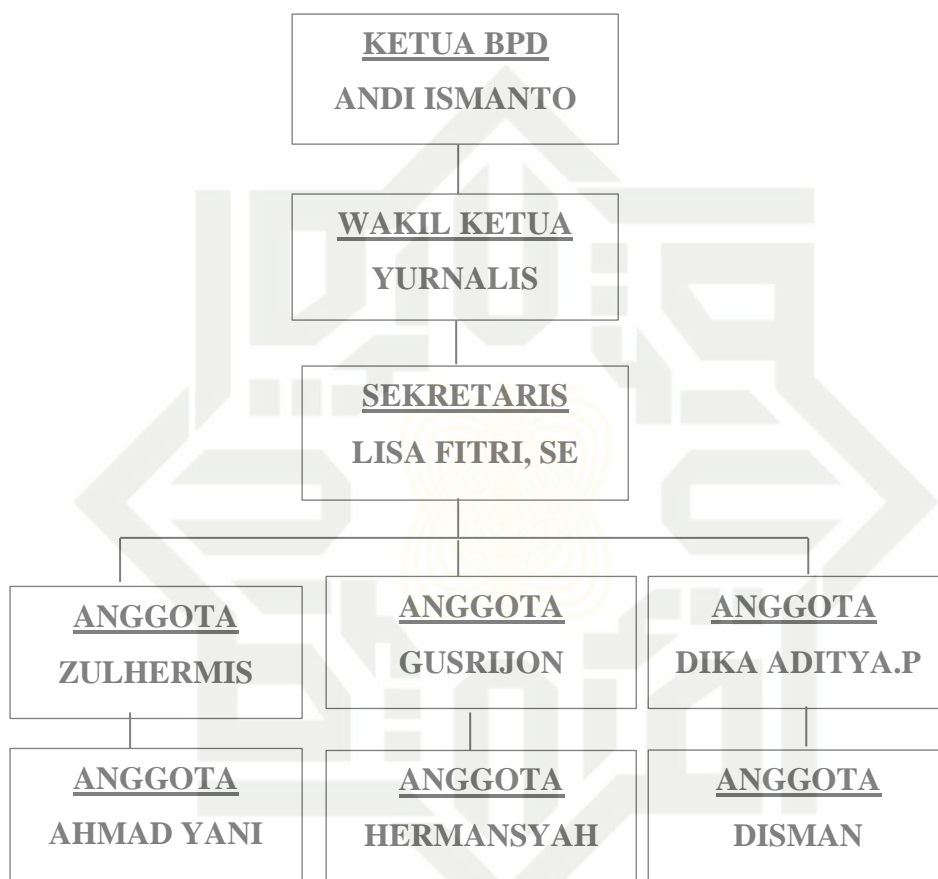 KETUA BPD
ANDI ISMANTO
WAKIL KETUA
YURNALIS
SEKRETARIS
LISA FITRI, SE
ANGGOTA
ZULHERMIS
ANGGOTA
GUSRIJON
ANGGOTA
DIKA ADITYA.P
ANGGOTA
AHMAD YANI
ANGGOTA
HERMANSYAH
ANGGOTA
DISMAN